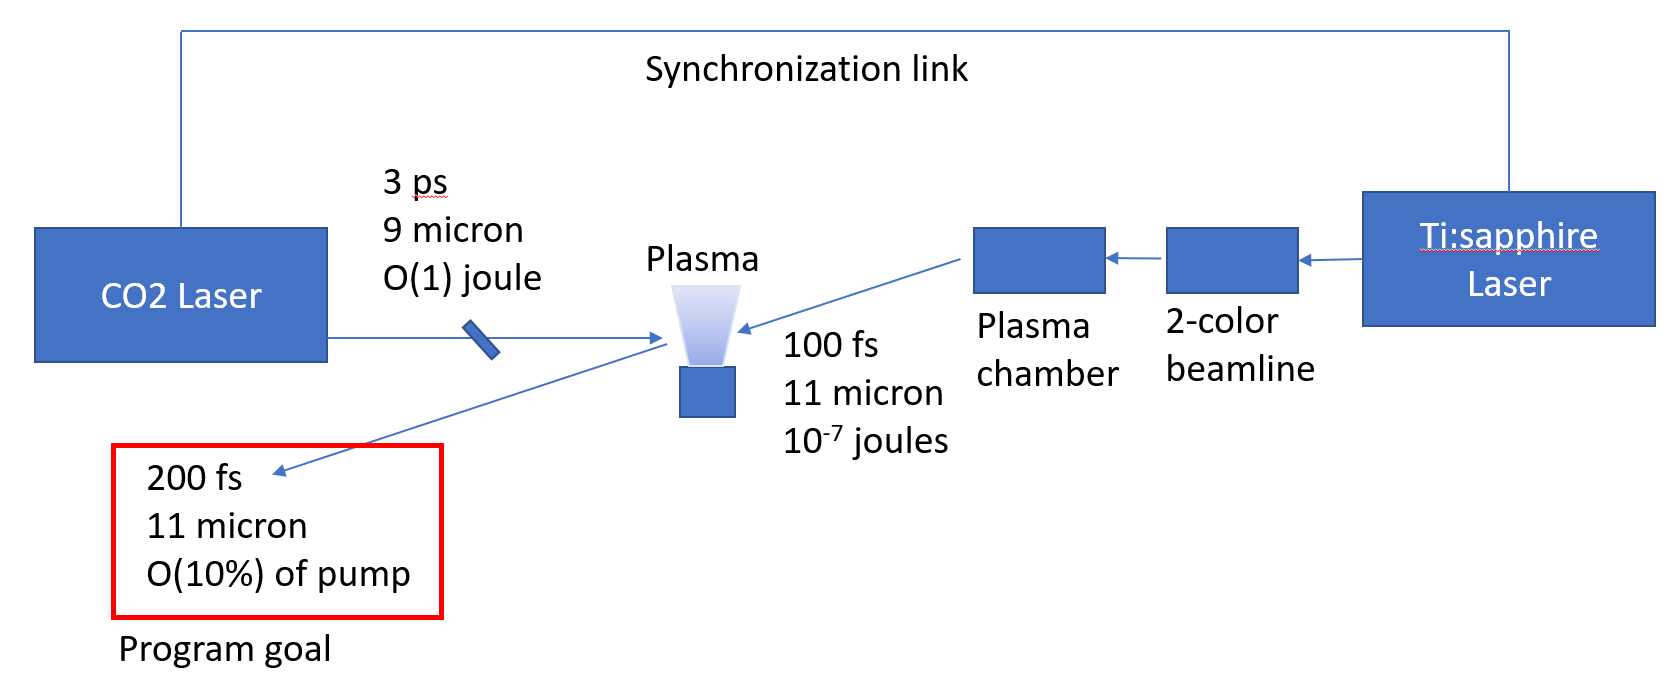 Synchronization link
3 ps
9 micron
O(1) joule
CO2 Laser
Plasma
Ti:sapphire
Laser
2-color
beamline
Plasma
chamber
100 fs
11 micron
10⁻⁷ joules
200 fs
11 micron
O(10%) of pump
Program goal